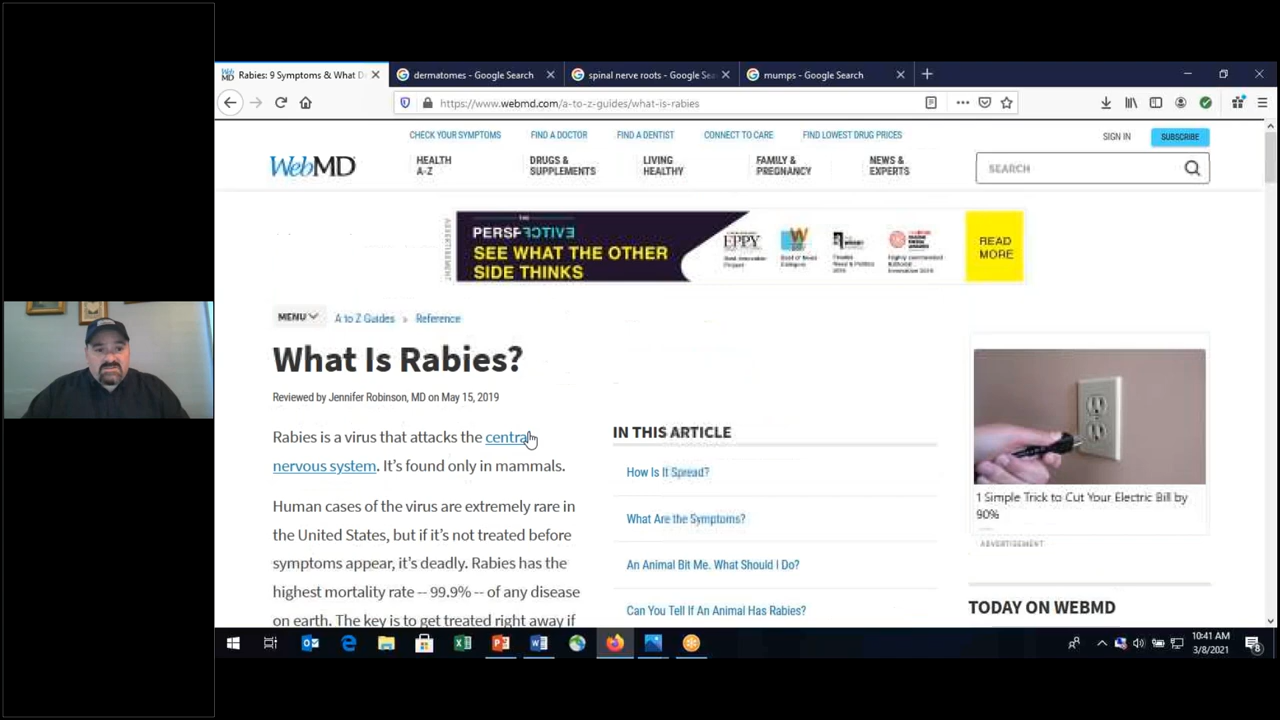 Rabies: 9 Symptoms & What D
dermatomes - Google Search
spinal nerve roots - Google Se
mumps - Google Search
https://www.webmd.com/a-to-z-guides/what-is-rabies
CHECK YOUR SYMPTOMS
FIND A DOCTOR
FIND A DENTIST
CONNECT TO CARE
FIND LOWEST DRUG PRICES
SIGN IN
SUBSCRIBE
WebMD
HEALTH
A-Z
DRUGS &
SUPPLEMENTS
LIVING
HEALTHY
FAMILY &
PREGNANCY
NEWS &
EXPERTS
SEARCH
ADVERTISEMENT
THE
PERSPECTIVE
SEE WHAT THE OTHER
SIDE THINKS
EPPY
READ
MORE
MENU
A to Z Guides » Reference
What Is Rabies?
Reviewed by Jennifer Robinson, MD on May 15, 2019
Rabies is a virus that attacks the central
nervous system. It's found only in mammals.
Human cases of the virus are extremely rare in
the United States, but if it's not treated before
symptoms appear, it's deadly. Rabies has the
highest mortality rate -- 99.9% -- of any disease
on earth. The key is to get treated right away if
IN THIS ARTICLE
How Is It Spread?
What Are the Symptoms?
An Animal Bit Me. What Should I Do?
Can You Tell If An Animal Has Rabies?
1 Simple Trick to Cut Your Electric Bill by
90%
ADVERTISEMENT
TODAY ON WEBMD
10:41 AM
3/8/2021
8